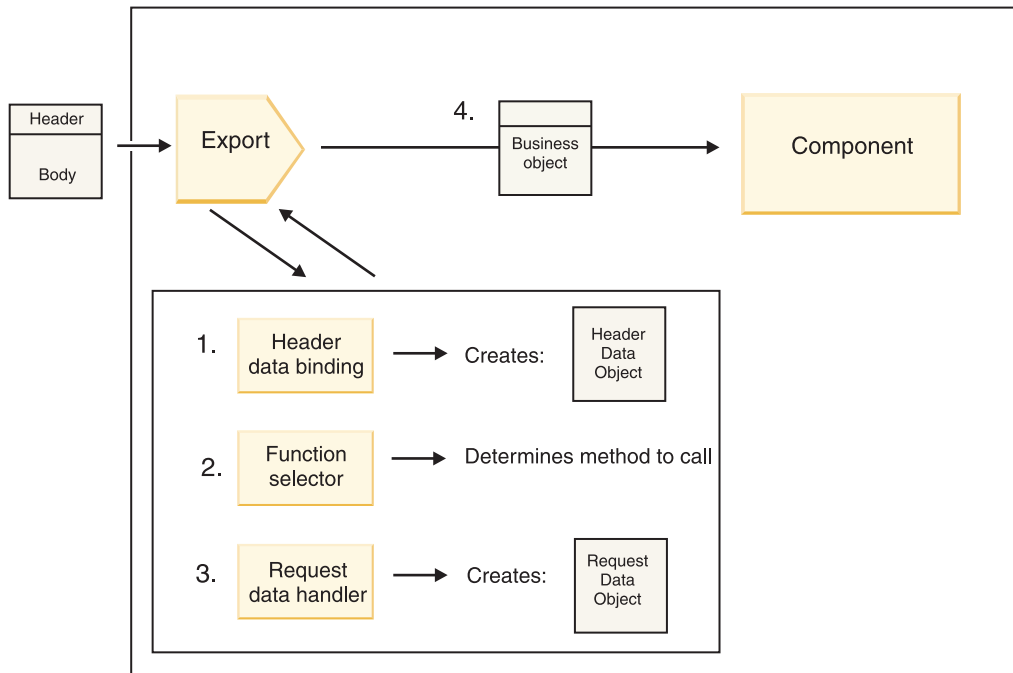 Header
Body
Export
4.
Business
object
Component
1.
Header
data binding
Creates:
Header
Data
Object
2.
Function
selector
Determines method to call
3.
Request
data handler
Creates:
Request
Data
Object